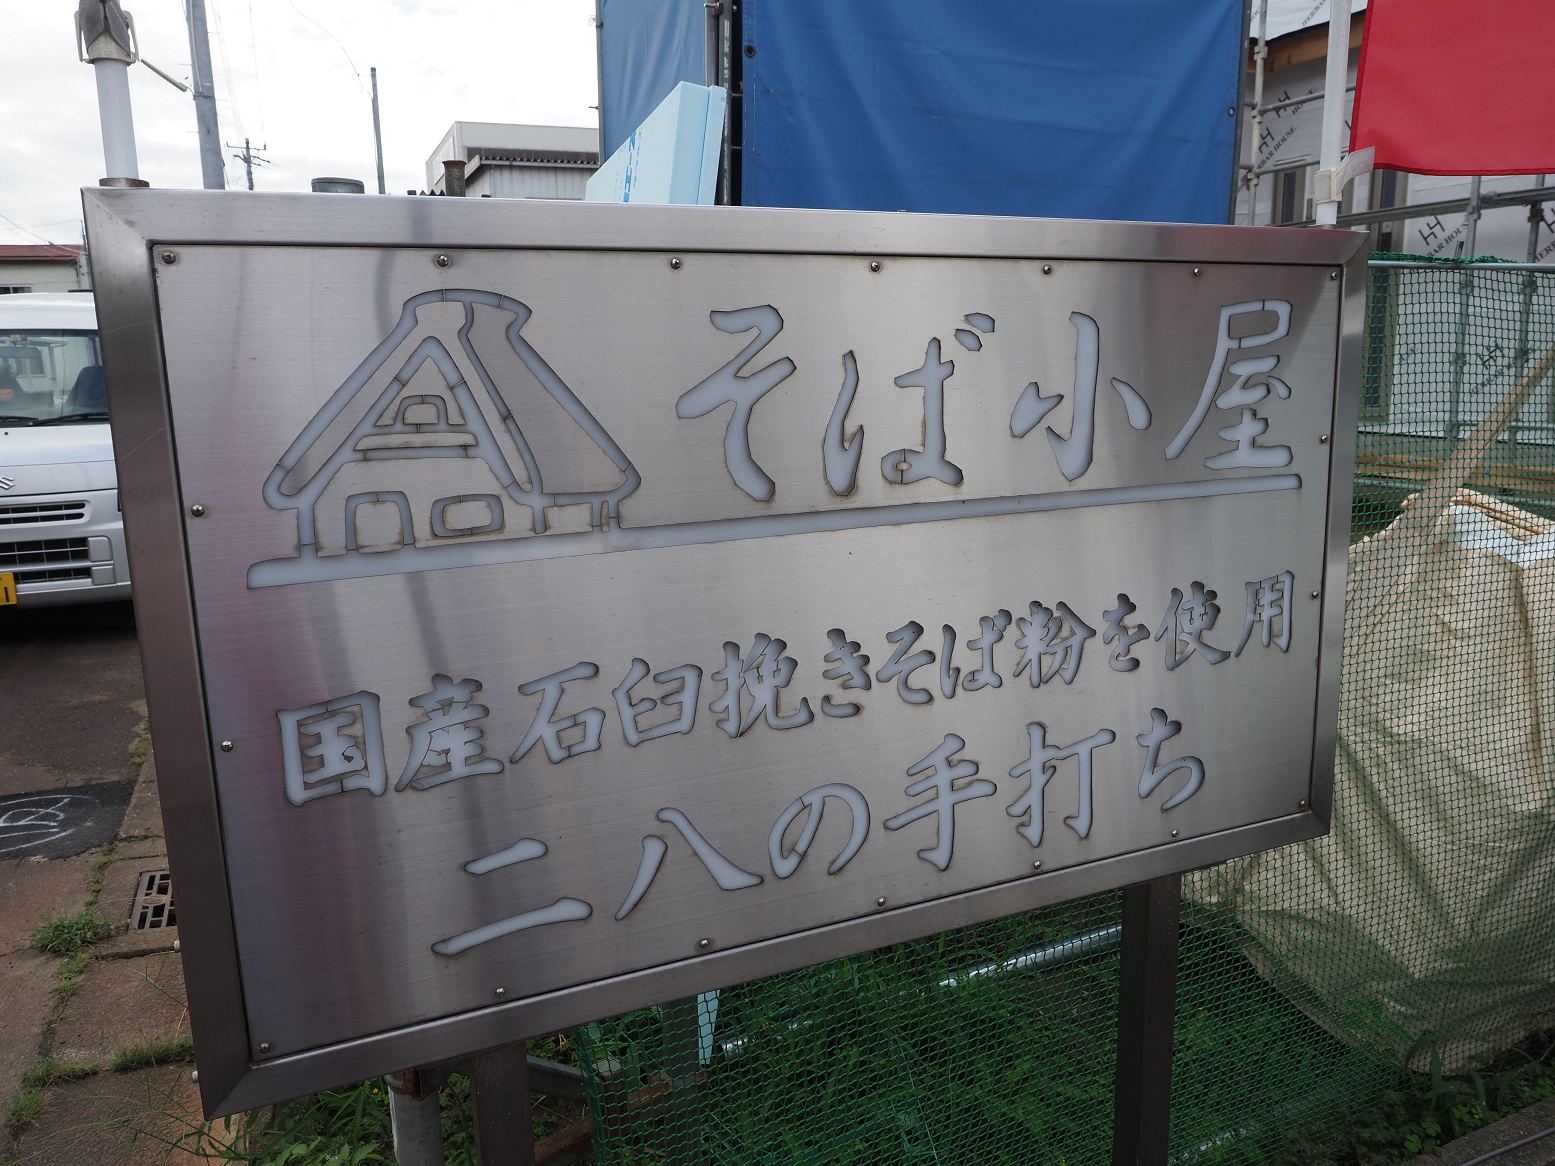 そば小屋
国産石臼挽きそば粉を使用
二八の手打ち